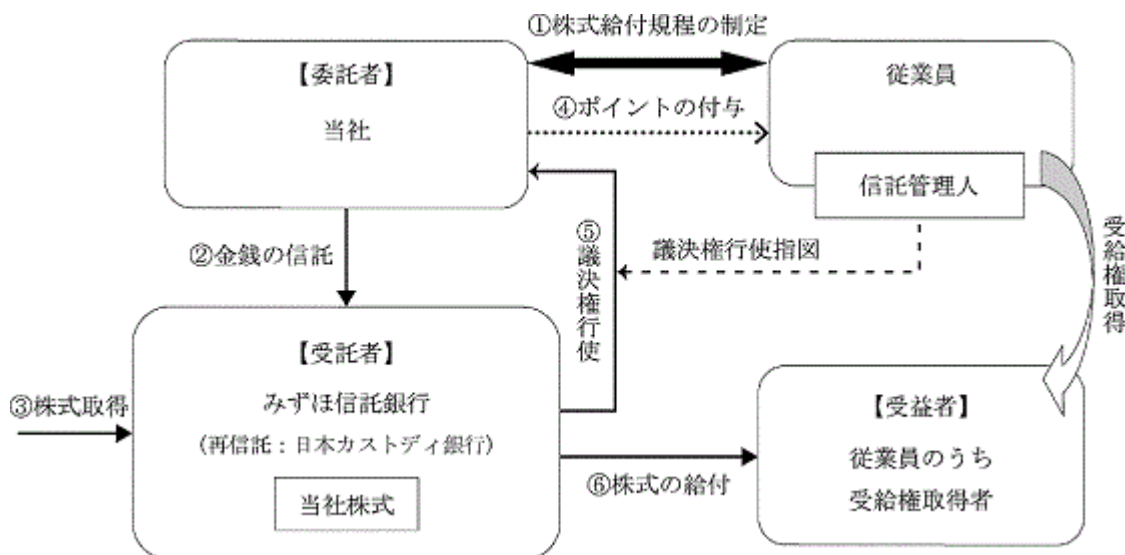 ①株式給付規程の制定
【委託者】
当社
従業員
④ポイントの付与
信託管理人
②金銭の信託
⑤議決権行使
議決権行使指図
受給権取得
【受託者】
みずほ信託銀行
(再信託：日本カストディ銀行)
当社株式
③株式取得
⑥株式の給付
【受益者】
従業員のうち
受給権取得者